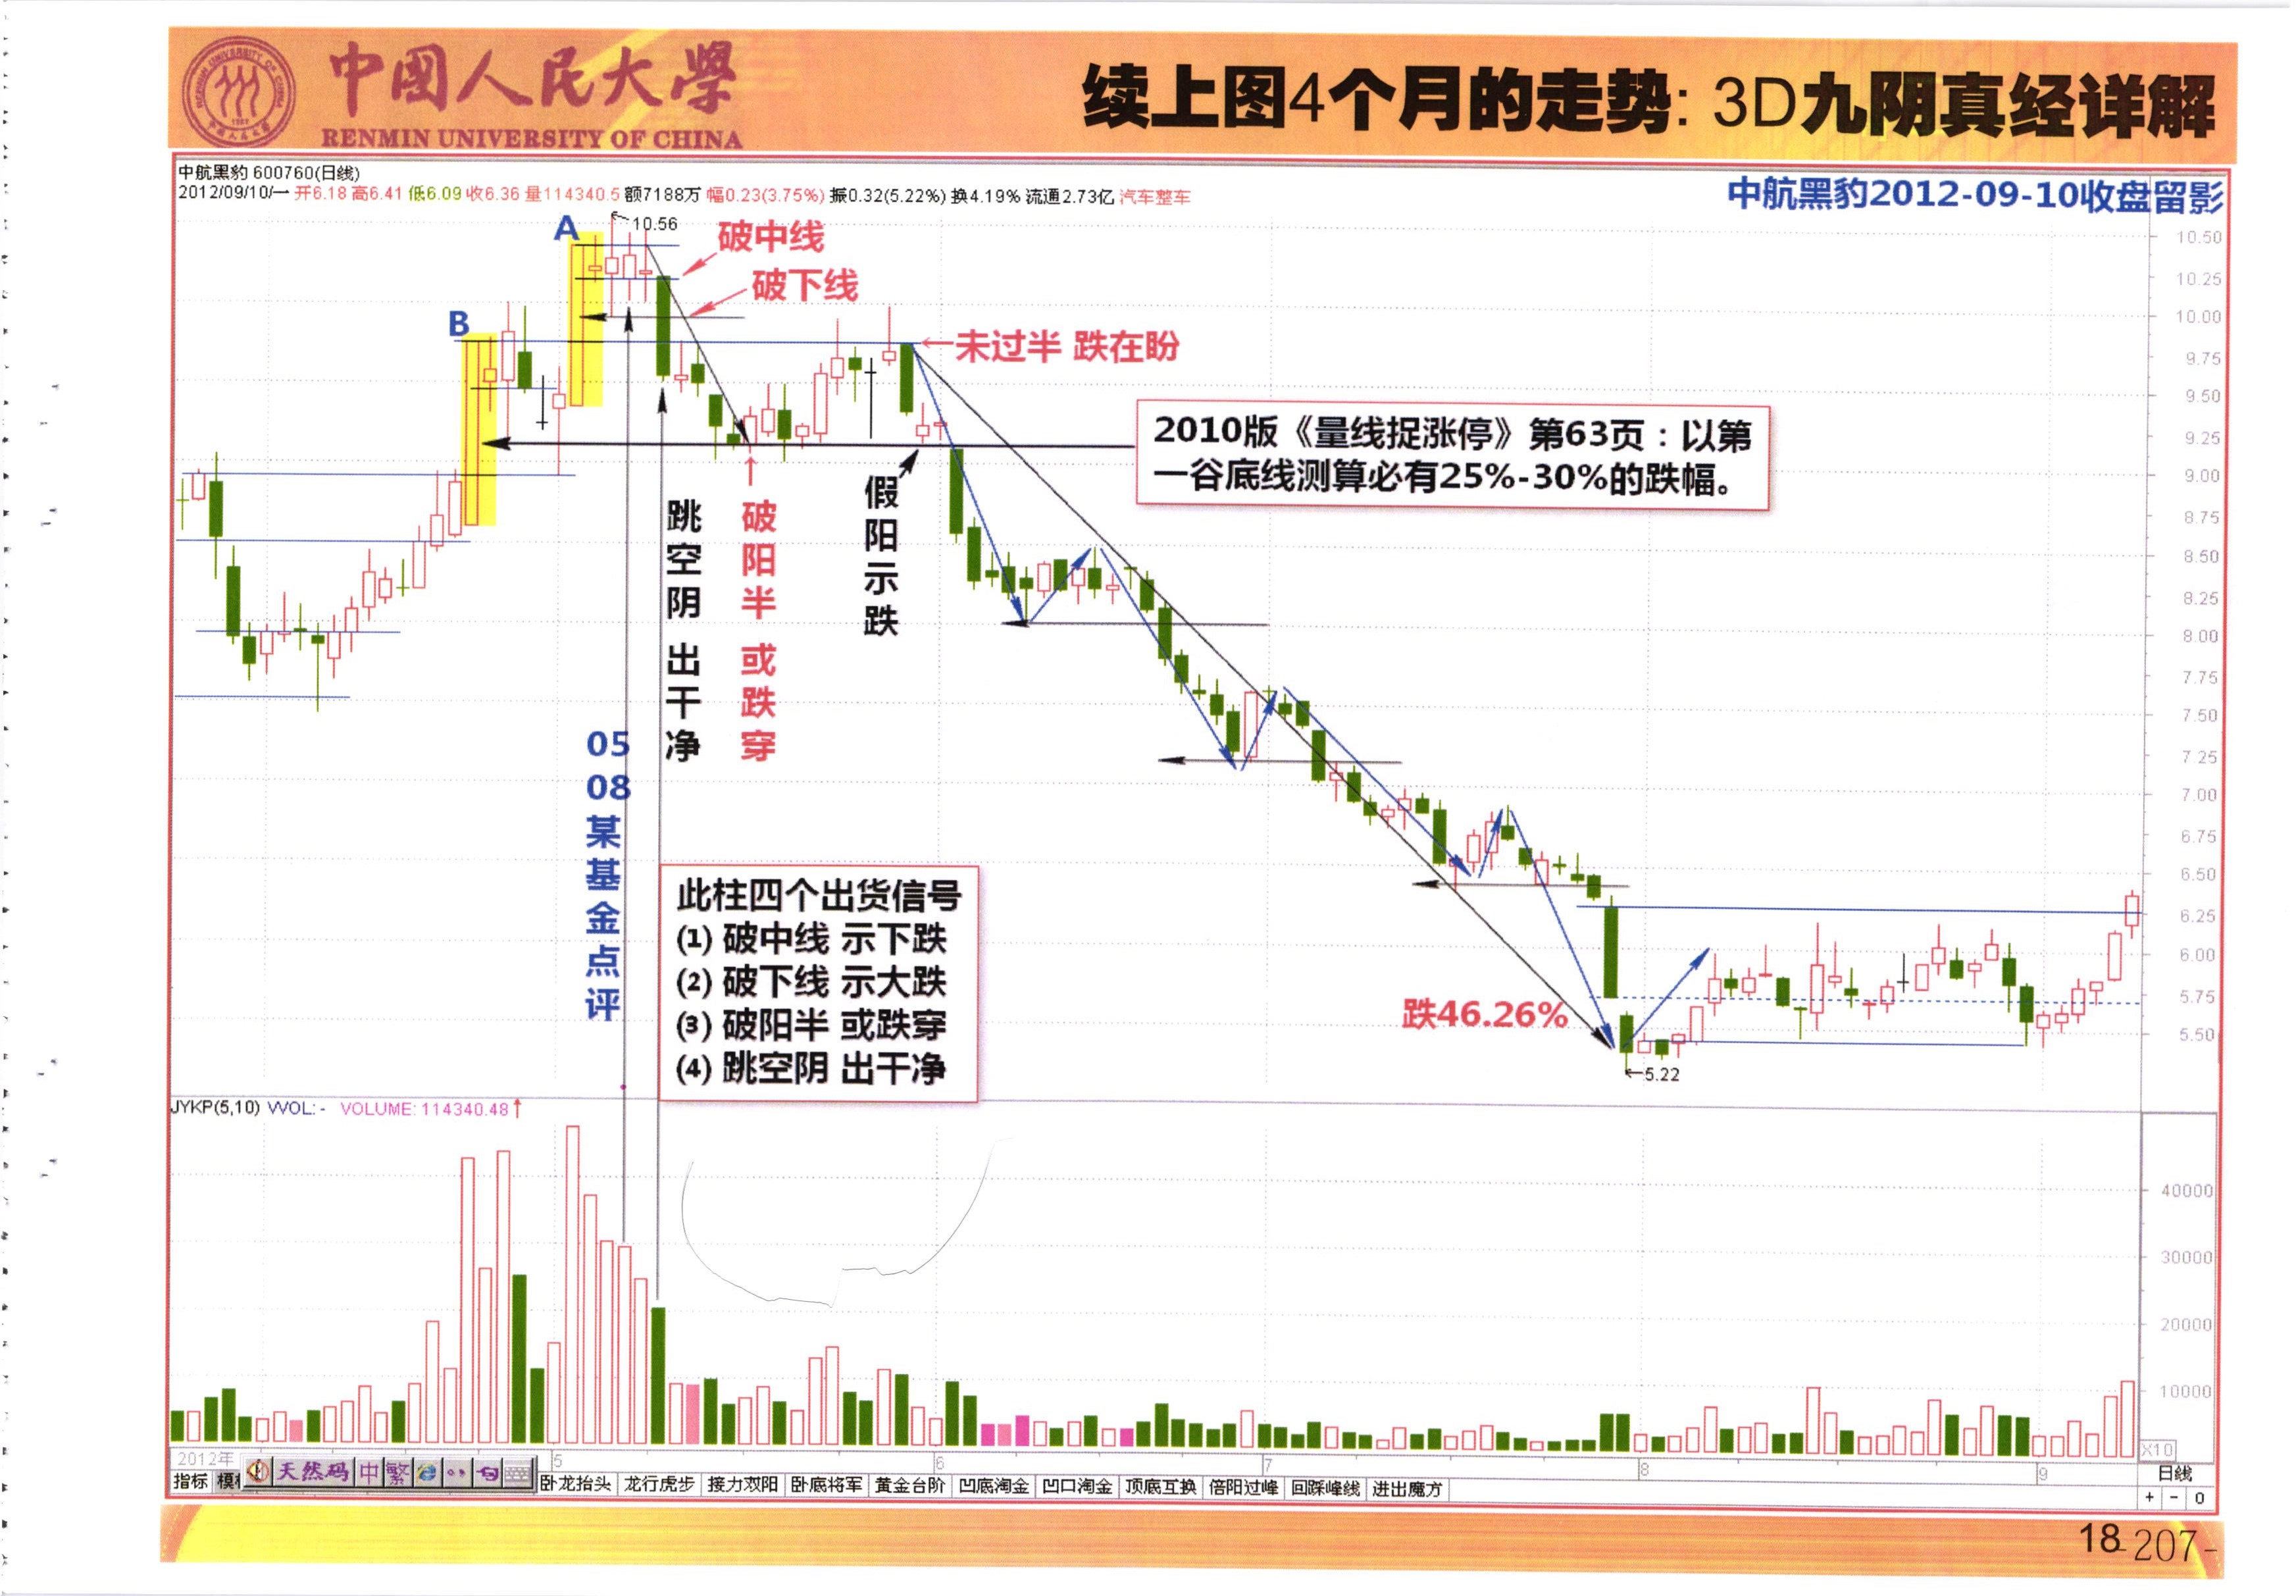 中國人民大學
RENMIN UNIVERSITY OF CHINA
续上图4个月的走势: 3D九阴真经详解
中航黑豹 600760(日线)
2012/09/10/一 开6.18 高6.41 低6.09 收6.36 量114340.5 额7188万 幅0.23(3.75%) 振0.32(5.22%) 换4.19% 流通2.73亿 汽车整车
中航黑豹2012-09-10收盘留影
A
10.56
破中线
破下线
B
未过半 跌在盼
2010版《量线捉涨停》第63页：以第
一谷底线测算必有25%-30%的跌幅。
跳空阴 出干净
破阳半 或跌穿
假阳示跌
05
08
某基金点评
此柱四个出货信号
(1) 破中线 示下跌
(2) 破下线 示大跌
(3) 破阳半 或跌穿
(4) 跳空阴 出干净
跌46.26%
5.22
10.50
10.25
10.00
9.75
9.50
9.25
9.00
8.75
8.50
8.25
8.00
7.75
7.50
7.25
7.00
6.75
6.50
6.25
6.00
5.75
5.50
JYKP(5,10) VVOL: - VOLUME: 114340.48
40000
30000
20000
10000
X10
2012年
5
6
7
8
9
日线
指标
天然码 中 繁
卧龙抬头 龙行虎步 接力双阳 卧底将军 黄金台阶 凹底淘金 凹口淘金 顶底互换 倍阳过峰 回踩峰线 进出魔方
+ - 0
18
-207-